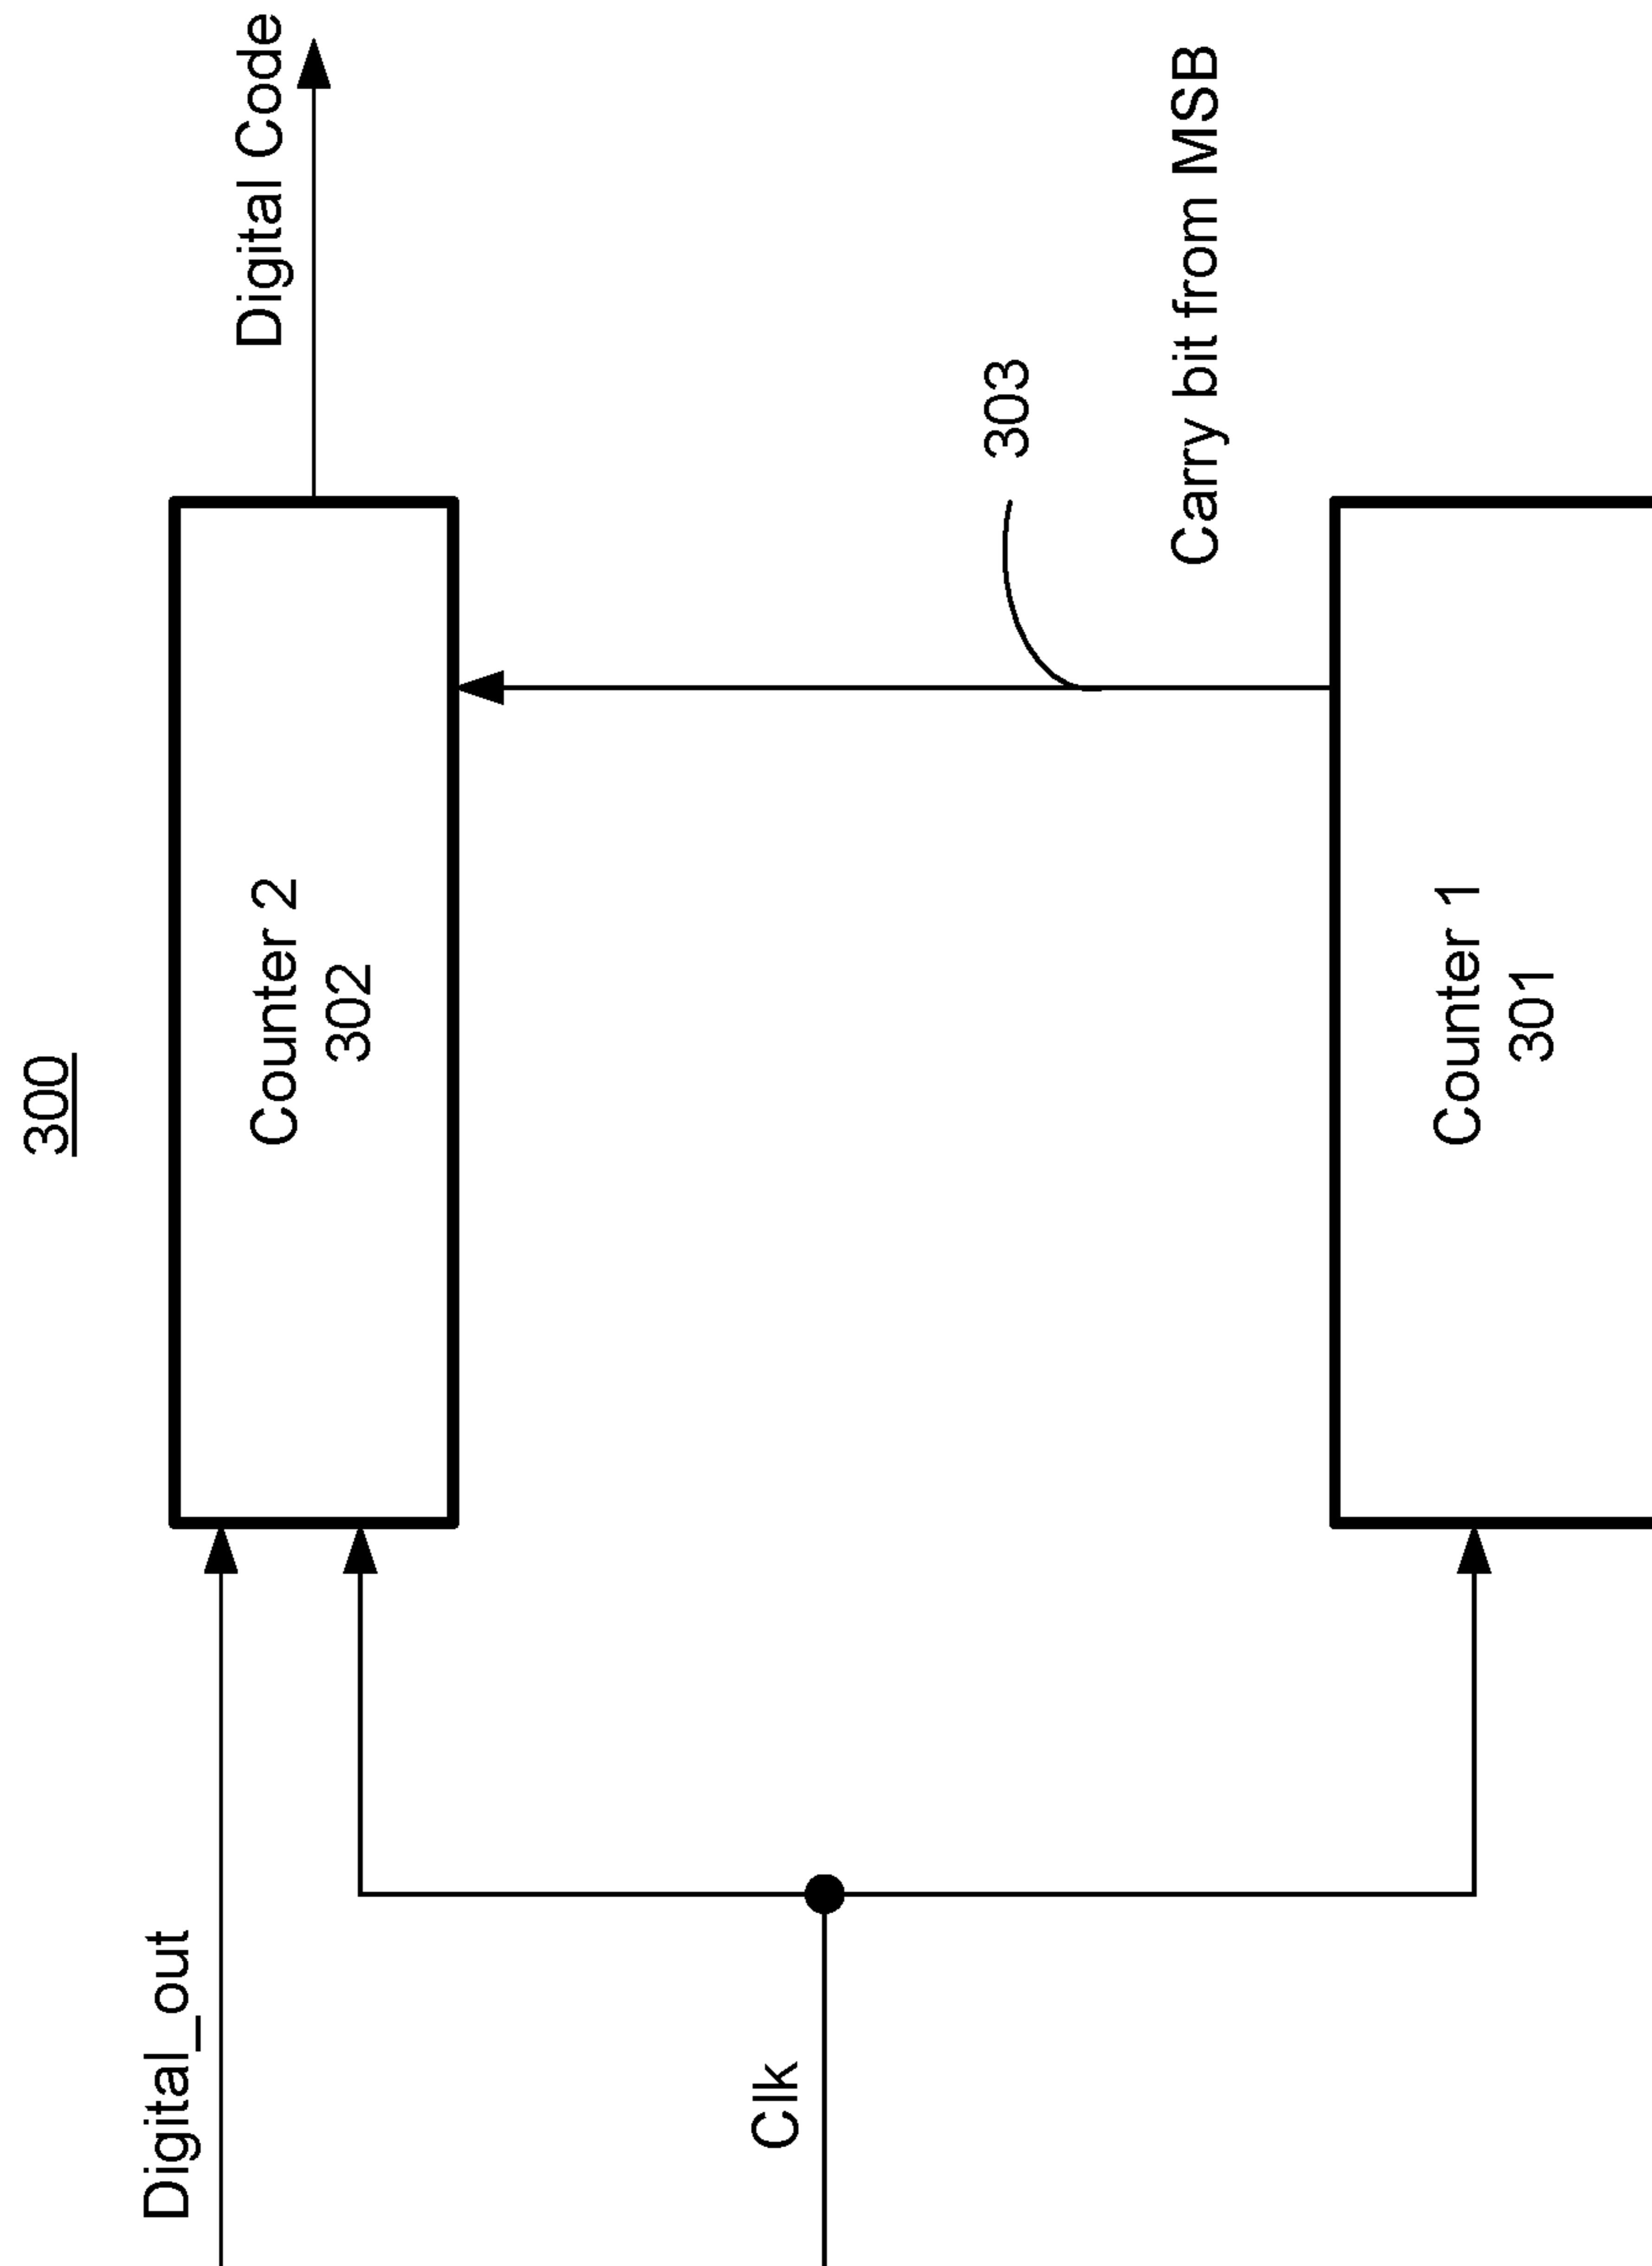 300
Digital_out
Counter 2
302
Digital Code
Clk
303
Carry bit from MSB
Counter 1
301